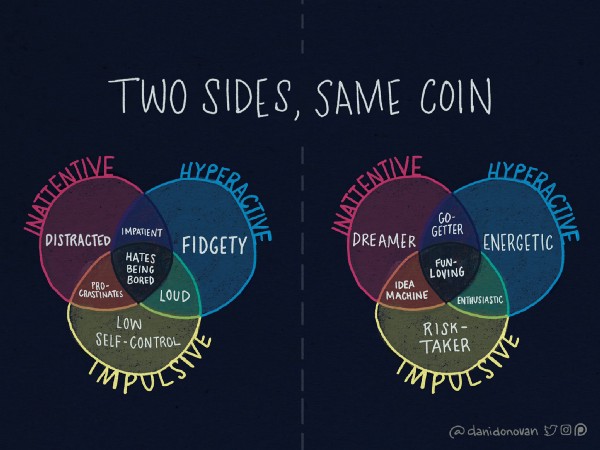 TWO SIDES, SAME COIN
INATTENTIVE
HYPERACTIVE
DISTRACTED
IMPATIENT
FIDGETY
HATES
BEING
BORED
PRO-
CRASTINATES
LOUD
LOW
SELF-CONTROL
IMPULSIVE
INATTENTIVE
HYPERACTIVE
DREAMER
GO-
GETTER
ENERGETIC
FUN-
LOVING
IDEA
MACHINE
ENTHUSIASTIC
RISK-
TAKER
IMPULSIVE
@danidonovan